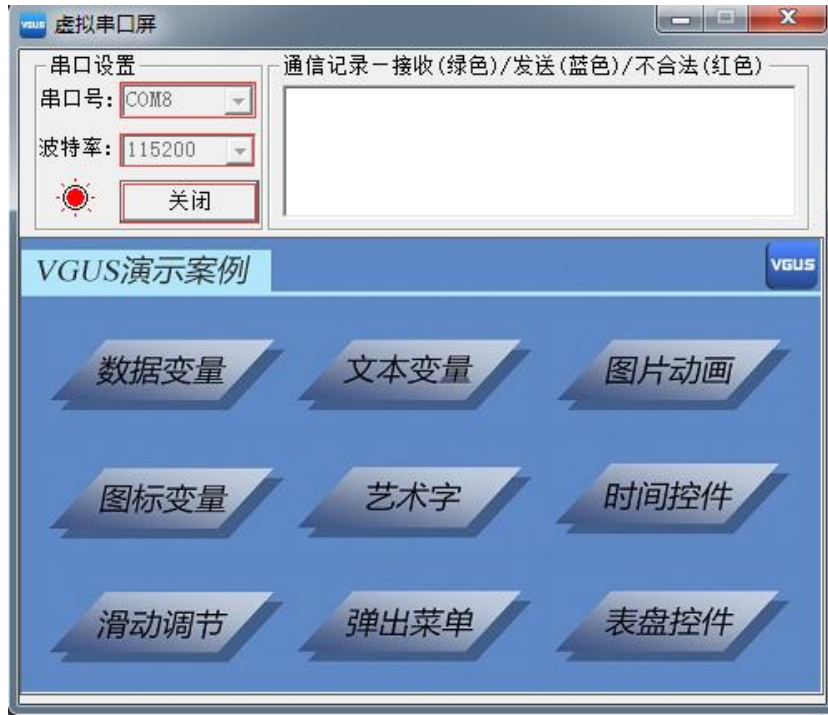 VGUS 虚拟串口屏
串口设置
串口号: COM8
波特率: 115200
关闭
通信记录－接收(绿色)/发送(蓝色)/不合法(红色)
VGUS演示案例
VGUS
数据变量 文本变量 图片动画
图标变量 艺术字 时间控件
滑动调节 弹出菜单 表盘控件